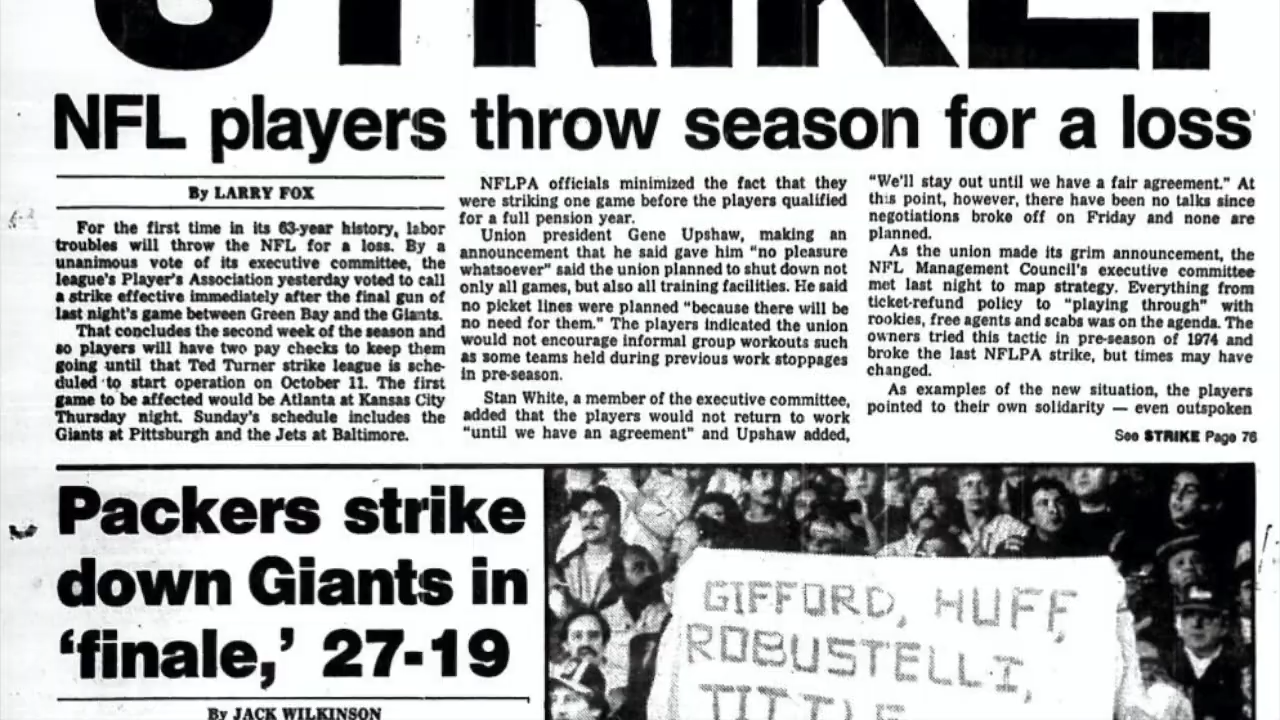 STRIKE!
NFL players throw season for a loss
By LARRY FOX
For the first time in its 63-year history, labor
troubles will throw the NFL for a loss. By a
unanimous vote of its executive committee, the
league's Player's Association yesterday voted to call
a strike effective immediately after the final gun of
last night's game between Green Bay and the Giants.
That concludes the second week of the season and
so players will have two pay checks to keep them
going until that Ted Turner strike league is sche-
duled to start operation on October 11. The first
game to be affected would be Atlanta at Kansas City
Thursday night. Sunday's schedule includes the
Giants at Pittsburgh and the Jets at Baltimore.
NFLPA officials minimized the fact that they
were striking one game before the players qualified
for a full pension year.
Union president Gene Upshaw, making an
announcement that he said gave him "no pleasure
whatsoever" said the union planned to shut down not
only all games, but also all training facilities. He said
no picket lines were planned "because there will be
no need for them." The players indicated the union
would not encourage informal group workouts such
as some teams held during previous work stoppages
in pre-season.
Stan White, a member of the executive committee,
added that the players would not return to work
"until we have an agreement" and Upshaw added,
"We'll stay out until we have a fair agreement." At
this point, however, there have been no talks since
negotiations broke off on Friday and none are
planned.
As the union made its grim announcement, the
NFL Management Council's executive committee
met last night to map strategy. Everything from
ticket-refund policy to "playing through" with
rookies, free agents and scabs was on the agenda. The
owners tried this tactic in pre-season of 1974 and
broke the last NFLPA strike, but times may have
changed.
As examples of the new situation, the players
pointed to their own solidarity — even outspoken
See STRIKE Page 76
Packers strike
down Giants in
'finale,' 27-19
By JACK WILKINSON
GIFFORD, HUFF,
ROBUSTELLI,
TITTLE